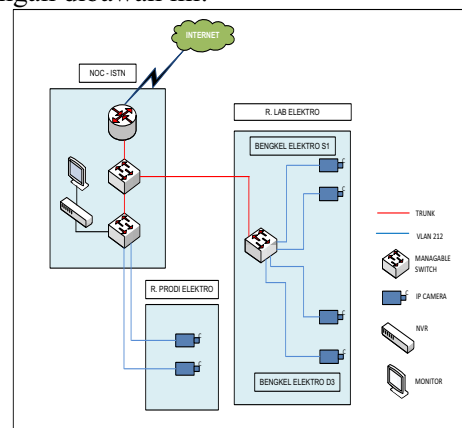 ngan dibawah ini.
INTERNET
NOC - ISTN
R. LAB ELEKTRO
BENGKEL ELEKTRO S1
TRUNK
VLAN 212
MANAGABLE
SWITCH
R. PRODI ELEKTRO
IP CAMERA
NVR
BENGKEL ELEKTRO D3
MONITOR